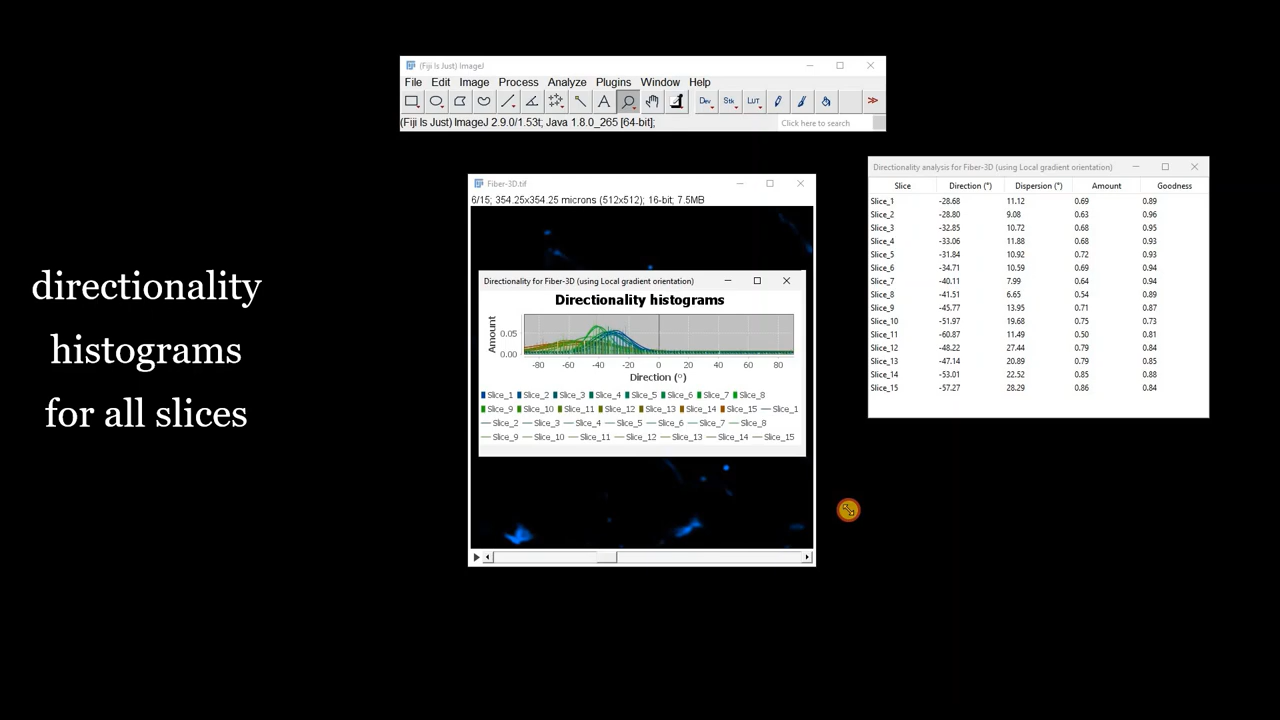 directionality
histograms
for all slices
(Fiji Is Just) ImageJ
File Edit Image Process Analyze Plugins Window Help
Dev Stk LUT
(Fiji Is Just) ImageJ 2.9.0/1.53t; Java 1.8.0_265 [64-bit]; Click here to search
Fiber-3D.tif
6/15; 354.25x354.25 microns (512x512); 16-bit; 7.5MB
Directionality for Fiber-3D (using Local gradient orientation)
Directionality histograms
Amount
0.05
0.00
-80 -60 -40 -20 0 20 40 60 80
Direction (°)
Slice_1 Slice_2 Slice_3 Slice_4 Slice_5 Slice_6 Slice_7 Slice_8
Slice_9 Slice_10 Slice_11 Slice_12 Slice_13 Slice_14 Slice_15 Slice_1
Slice_2 Slice_3 Slice_4 Slice_5 Slice_6 Slice_7 Slice_8
Slice_9 Slice_10 Slice_11 Slice_12 Slice_13 Slice_14 Slice_15
Directionality analysis for Fiber-3D (using Local gradient orientation)
Slice Direction (°) Dispersion (°) Amount Goodness
Slice_1 -28.68 11.12 0.69 0.89
Slice_2 -28.80 9.08 0.63 0.96
Slice_3 -32.85 10.72 0.68 0.95
Slice_4 -33.06 11.88 0.68 0.93
Slice_5 -31.84 10.92 0.72 0.93
Slice_6 -34.71 10.59 0.69 0.94
Slice_7 -40.11 7.99 0.64 0.94
Slice_8 -41.51 6.65 0.54 0.89
Slice_9 -45.77 13.95 0.71 0.87
Slice_10 -51.97 19.68 0.75 0.73
Slice_11 -60.87 11.49 0.50 0.81
Slice_12 -48.22 27.44 0.79 0.84
Slice_13 -47.14 20.89 0.79 0.85
Slice_14 -53.01 22.52 0.85 0.88
Slice_15 -57.27 28.29 0.86 0.84